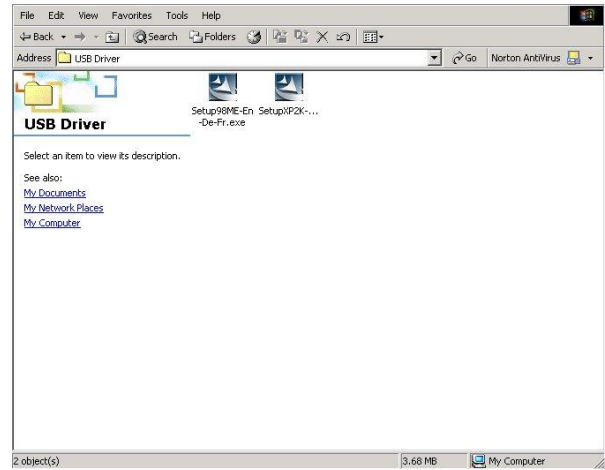 File Edit View Favorites Tools Help
Back Search Folders
Address USB Driver Go Norton AntiVirus
USB Driver
Select an item to view its description.
See also:
My Documents
My Network Places
My Computer
Setup98ME-En
-De-Fr.exe
SetupXP2K-...
2 object(s) 3.68 MB My Computer